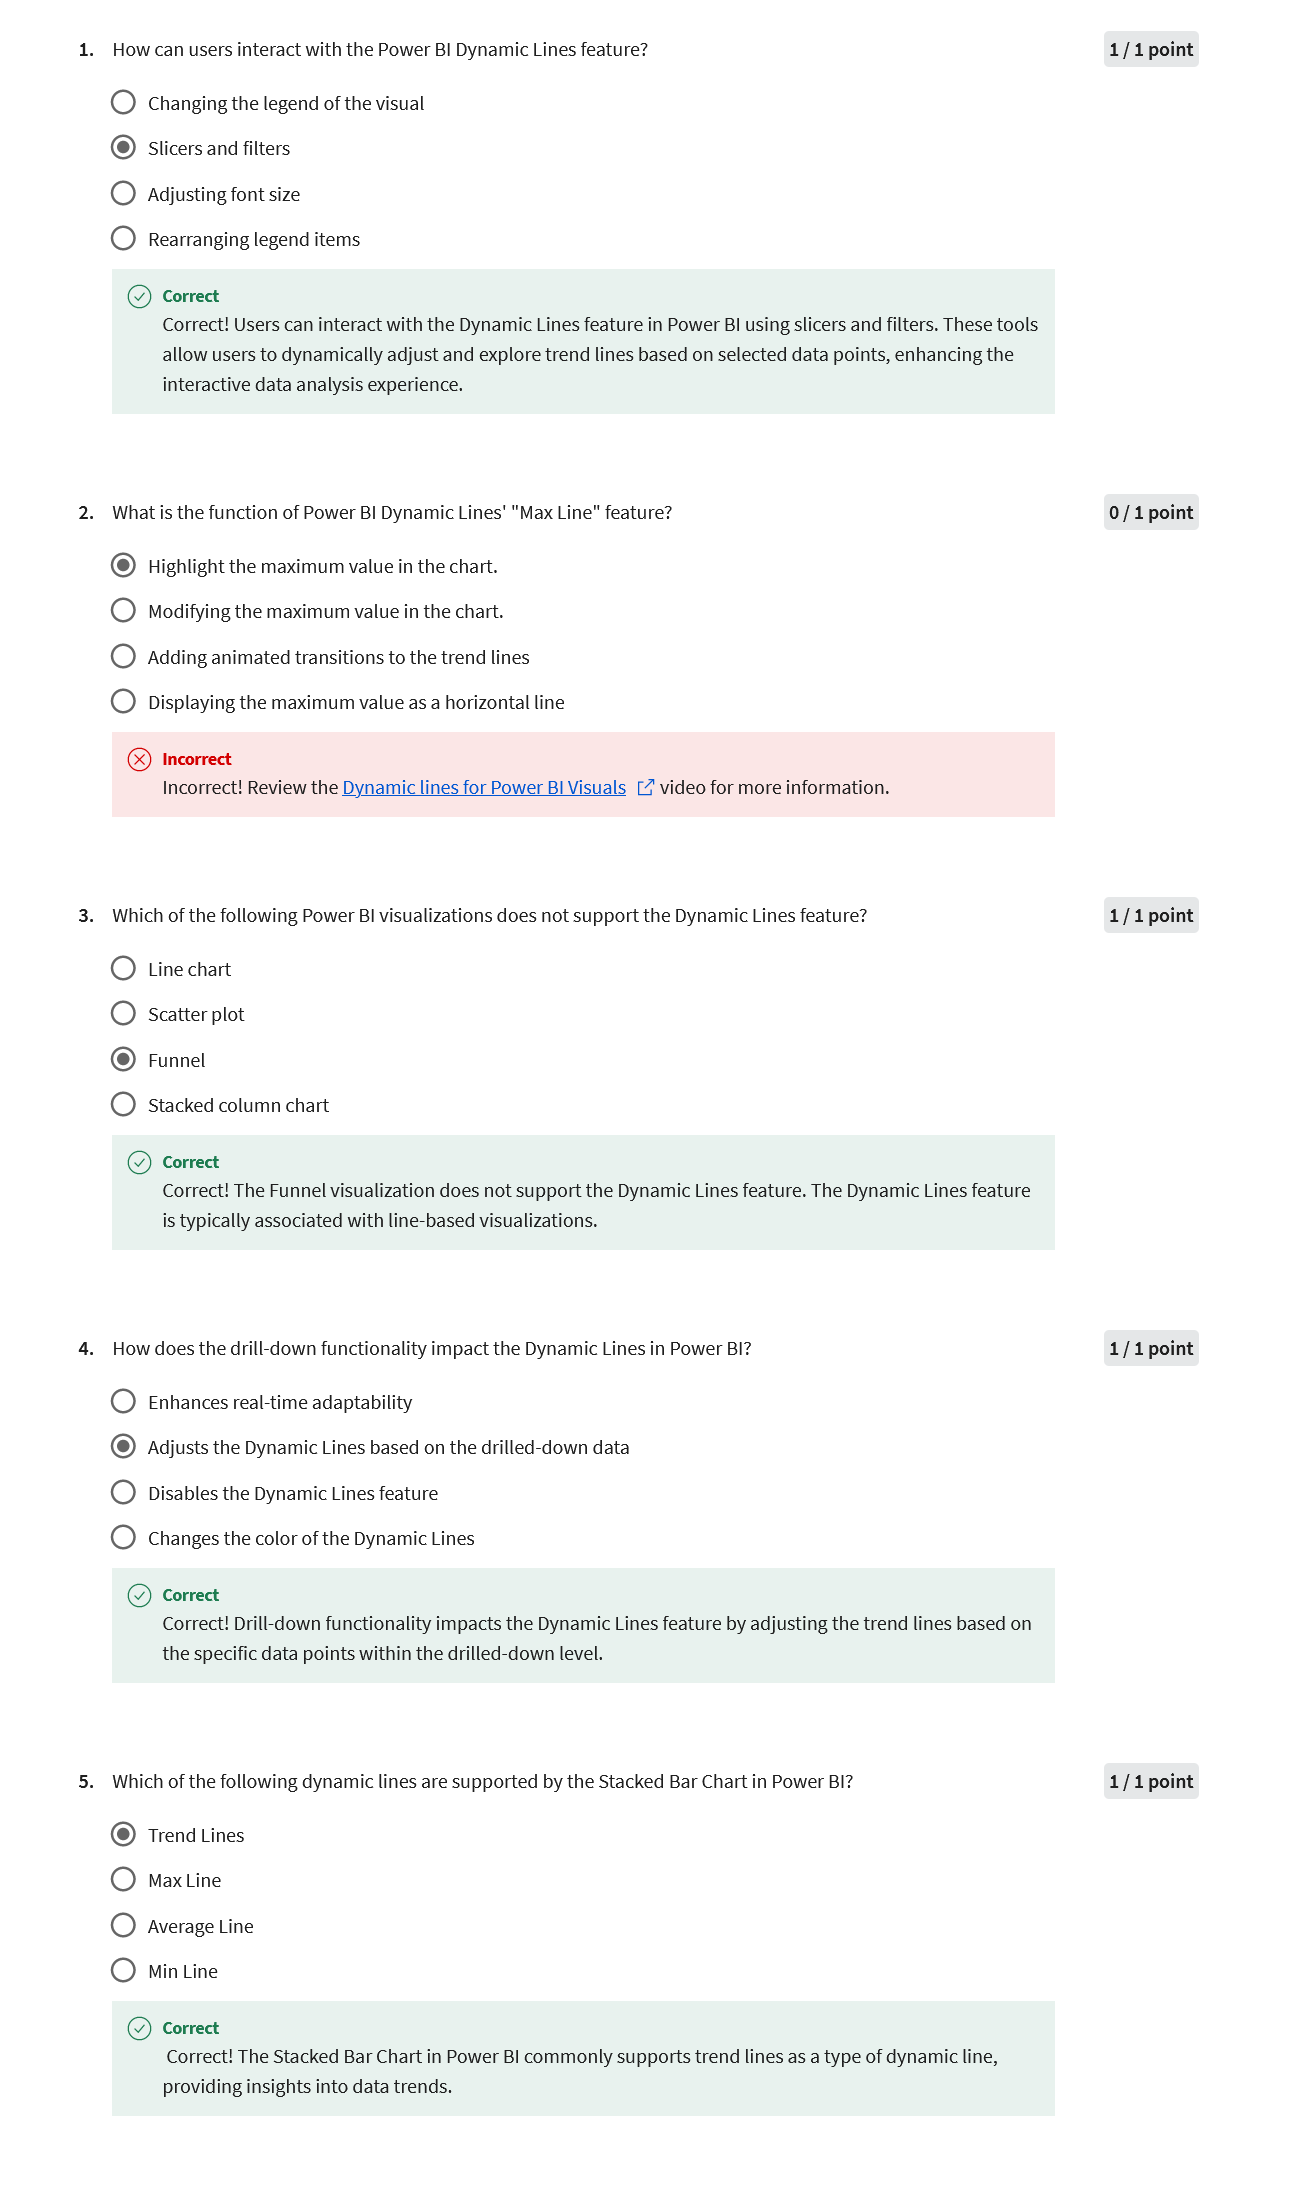 1. How can users interact with the Power BI Dynamic Lines feature? 1 / 1 point
Changing the legend of the visual
Slicers and filters
Adjusting font size
Rearranging legend items
Correct
Correct! Users can interact with the Dynamic Lines feature in Power BI using slicers and filters. These tools
allow users to dynamically adjust and explore trend lines based on selected data points, enhancing the
interactive data analysis experience.
2. What is the function of Power BI Dynamic Lines' "Max Line" feature? 0 / 1 point
Highlight the maximum value in the chart.
Modifying the maximum value in the chart.
Adding animated transitions to the trend lines
Displaying the maximum value as a horizontal line
Incorrect
Incorrect! Review the Dynamic lines for Power BI Visuals video for more information.
3. Which of the following Power BI visualizations does not support the Dynamic Lines feature? 1 / 1 point
Line chart
Scatter plot
Funnel
Stacked column chart
Correct
Correct! The Funnel visualization does not support the Dynamic Lines feature. The Dynamic Lines feature
is typically associated with line-based visualizations.
4. How does the drill-down functionality impact the Dynamic Lines in Power BI? 1 / 1 point
Enhances real-time adaptability
Adjusts the Dynamic Lines based on the drilled-down data
Disables the Dynamic Lines feature
Changes the color of the Dynamic Lines
Correct
Correct! Drill-down functionality impacts the Dynamic Lines feature by adjusting the trend lines based on
the specific data points within the drilled-down level.
5. Which of the following dynamic lines are supported by the Stacked Bar Chart in Power BI? 1 / 1 point
Trend Lines
Max Line
Average Line
Min Line
Correct
Correct! The Stacked Bar Chart in Power BI commonly supports trend lines as a type of dynamic line,
providing insights into data trends.